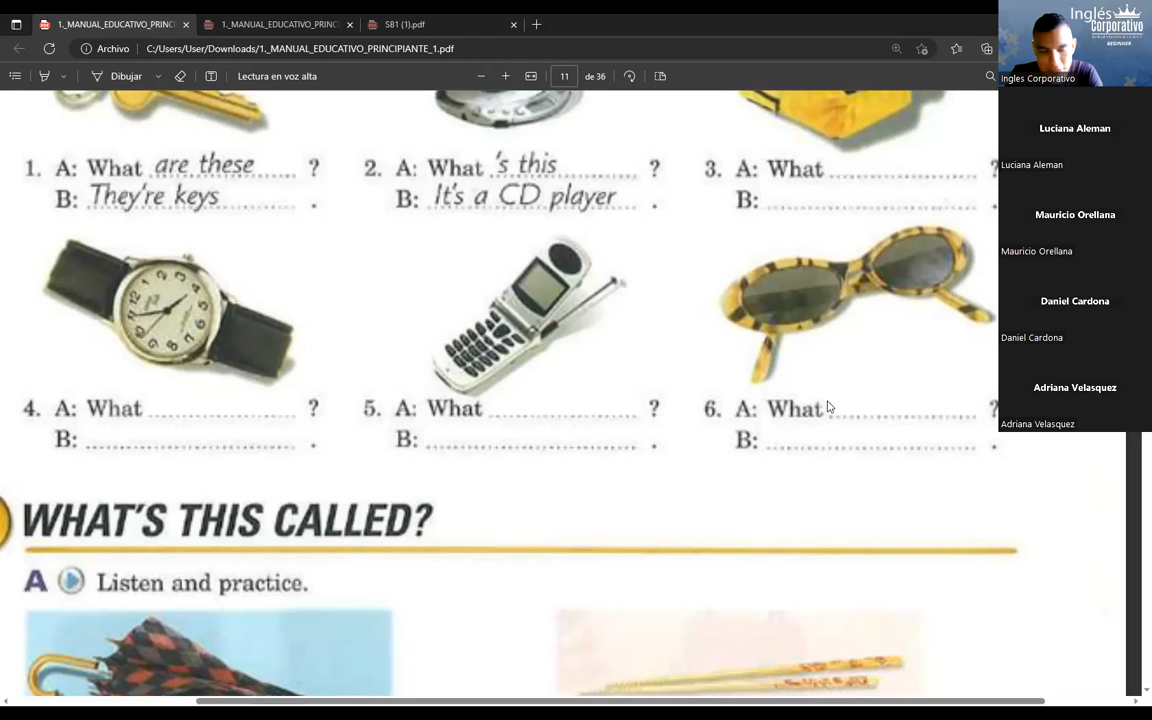 1._MANUAL_EDUCATIVO_PRINCI
1._MANUAL_EDUCATIVO_PRINC
SB1 (1).pdf
Archivo
C:/Users/User/Downloads/1._MANUAL_EDUCATIVO_PRINCIPIANTE_1.pdf
Dibujar
Lectura en voz alta
11
de 36
Inglés
Corporativo
BEGINNER
Ingles Corporativo
Luciana Aleman
Luciana Aleman
Mauricio Orellana
Mauricio Orellana
Daniel Cardona
Daniel Cardona
Adriana Velasquez
Adriana Velasquez
1. A: What are these ?
B: They're keys .
2. A: What 's this ?
B: It's a CD player .
3. A: What ?
B: .
4. A: What ?
B: .
5. A: What ?
B: .
6. A: What ?
B: .
WHAT'S THIS CALLED?
A Listen and practice.